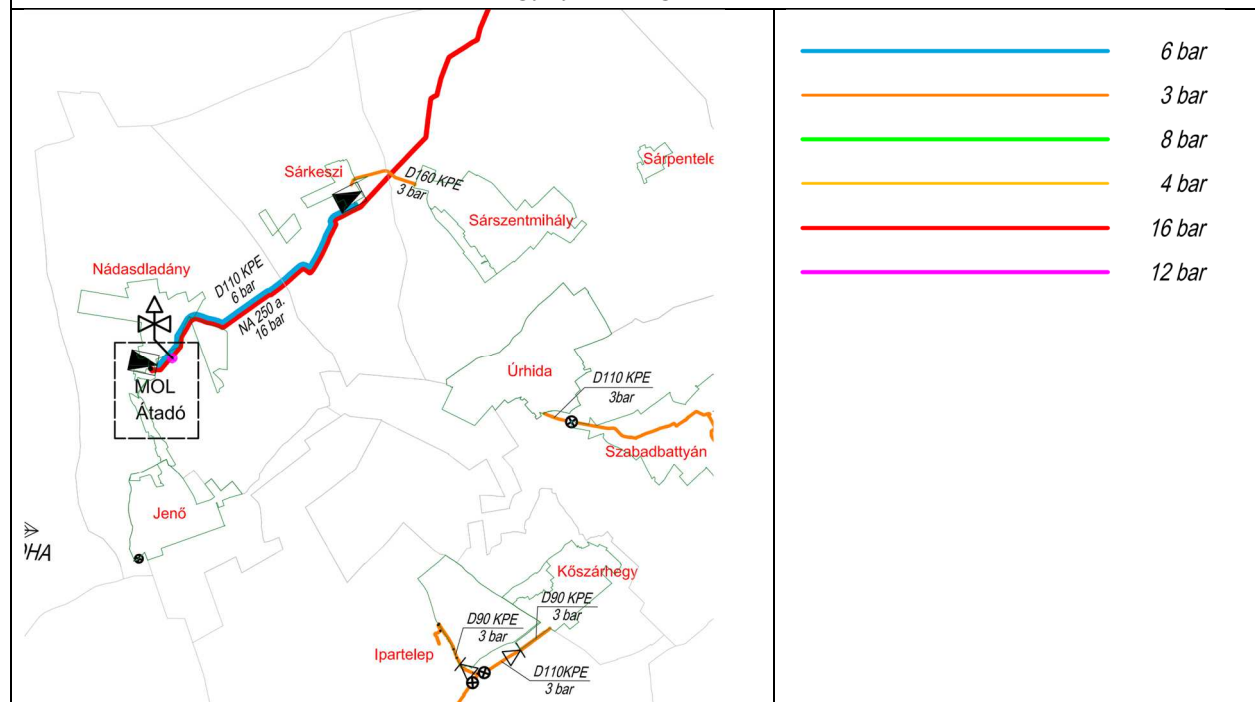 6 bar
3 bar
8 bar
4 bar
16 bar
12 bar
Sárkeszi
D160 KPE
3 bar
Sárpentele
Sárszentmihály
Nádasdladány
D110 KPE
6 bar
NA 250 a.
16 bar
MOL
Átadó
Úrhida
D110 KPE
3bar
Szabadbattyán
Jenő
Kőszárhegy
D90 KPE
3 bar
D90 KPE
3 bar
Ipartelep
D110KPE
3 bar